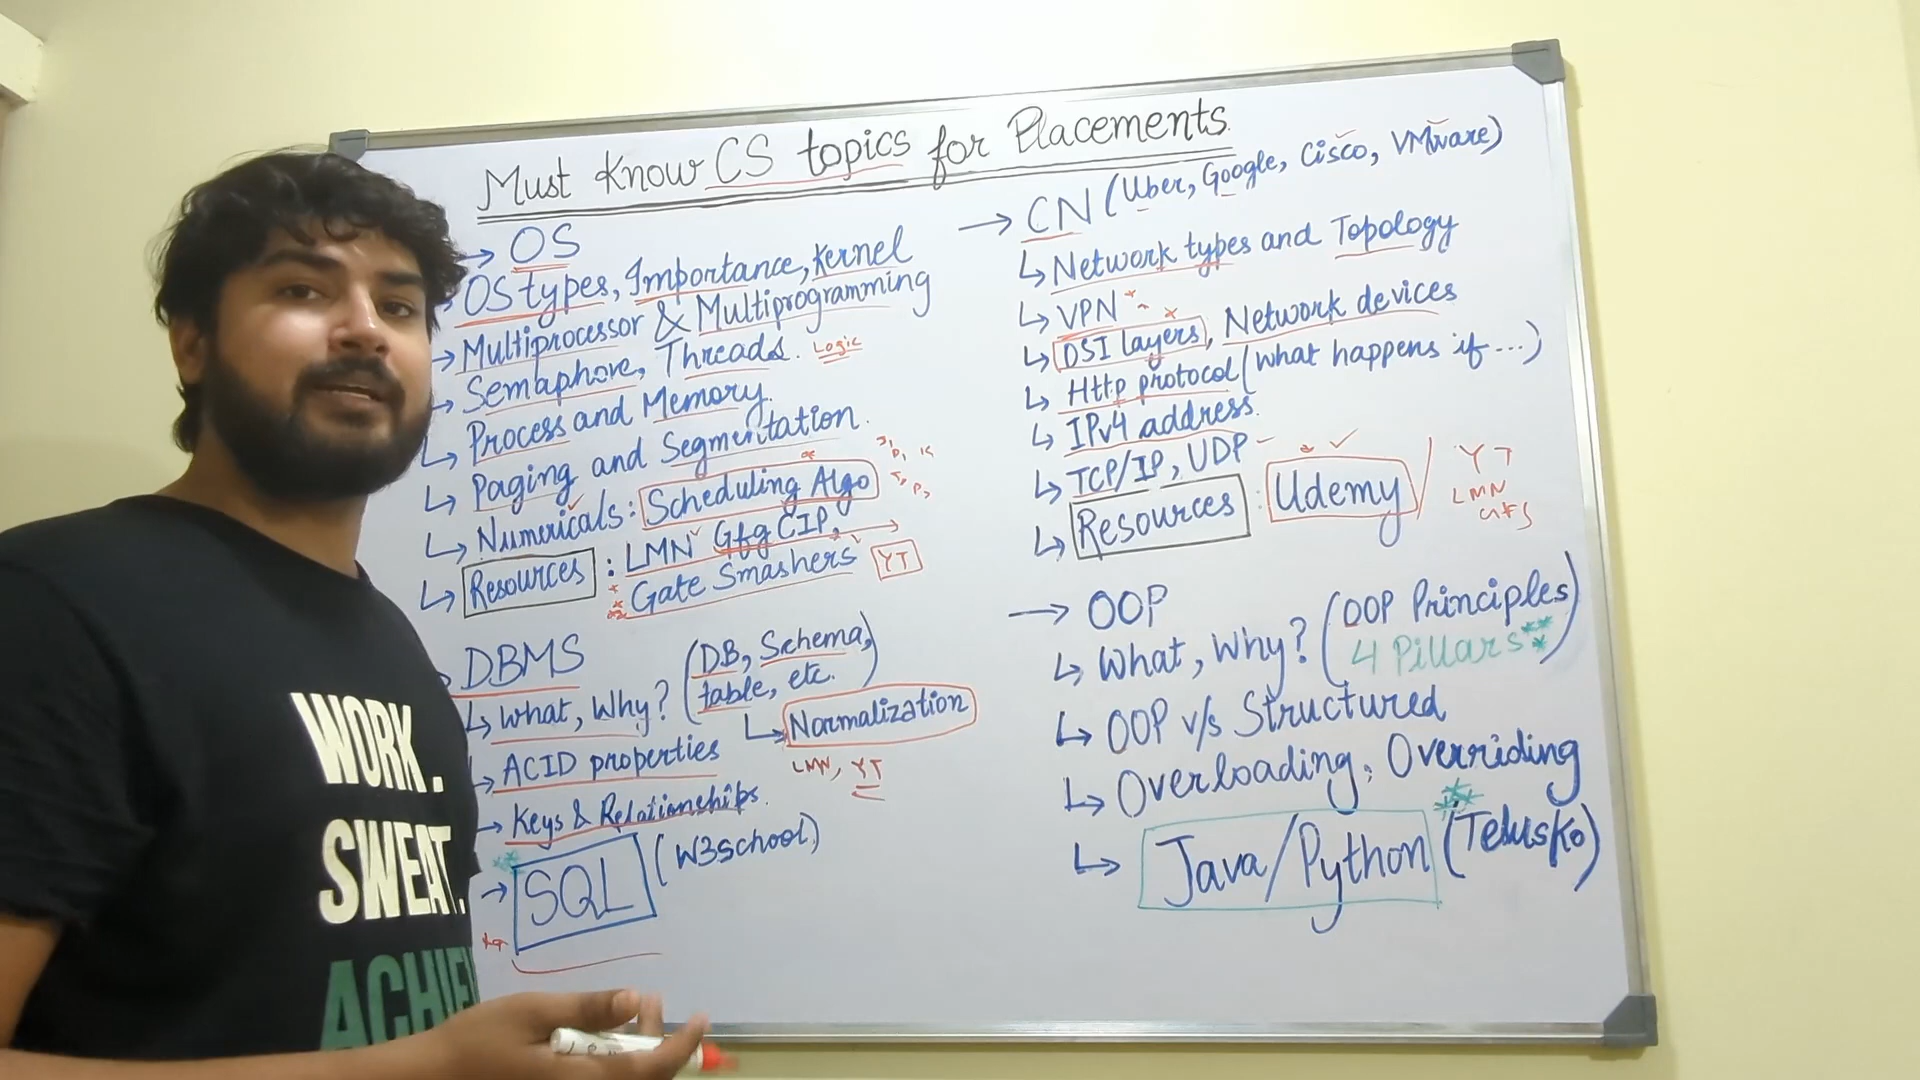 Must Know CS topics for Placements
→ OS
OS types, Importance, Kernel
→ Multiprocessor & Multiprogramming
Semaphore, Threads. Logic
↳ Process and Memory.
↳ Paging and Segmentation.
↳ Numericals: Scheduling Algo
↳ Resources : LMN Gfg CIP,
Gate Smashers YT
DBMS
↳ What, Why? (DB, Schema, table, etc.)
↳ Normalization
LMN, YT
↳ ACID properties
→ Keys & Relationships.
→ SQL (W3School)
→ CN (Uber, Google, Cisco, VMware)
↳ Network types and Topology
↳ VPN *
↳ OSI layers, Network devices
↳ Http protocol (what happens if ...)
↳ IPv4 address.
↳ TCP/IP, UDP
↳ Resources : Udemy / YT
LMN
GfG
→ OOP
↳ What, Why? (OOP Principles
4 Pillars**)
↳ OOP v/s Structured
↳ Overloading, Overriding
↳ Java/Python (Telusko)
WORK.
SWEAT.